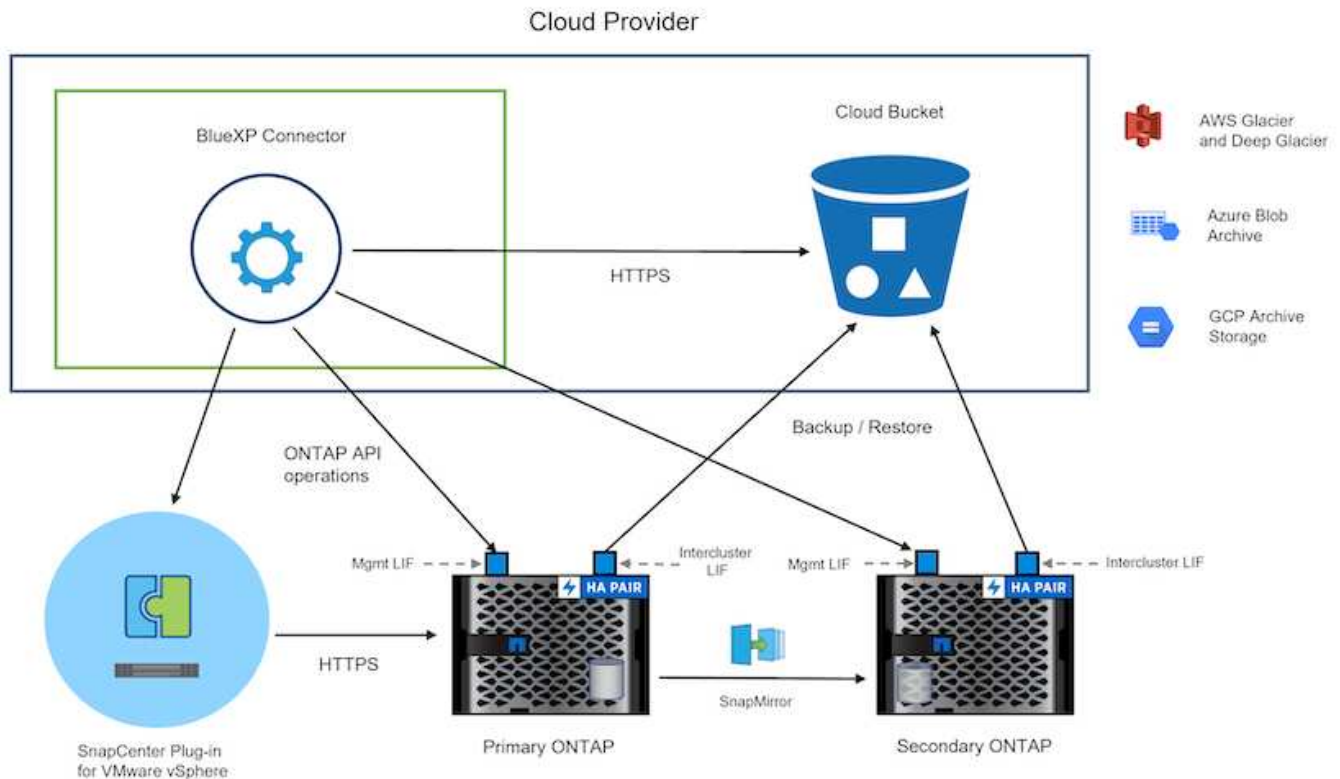 Cloud Provider
BlueXP Connector
Cloud Bucket
AWS Glacier
and Deep Glacier
Azure Blob
Archive
GCP Archive
Storage
HTTPS
Backup / Restore
ONTAP API
operations
Mgmt LIF
Intercluster
LIF
Mgmt LIF
Intercluster LIF
HA PAIR
HA PAIR
HTTPS
SnapMirror
SnapCenter Plug-in
for VMware vSphere
Primary ONTAP
Secondary ONTAP